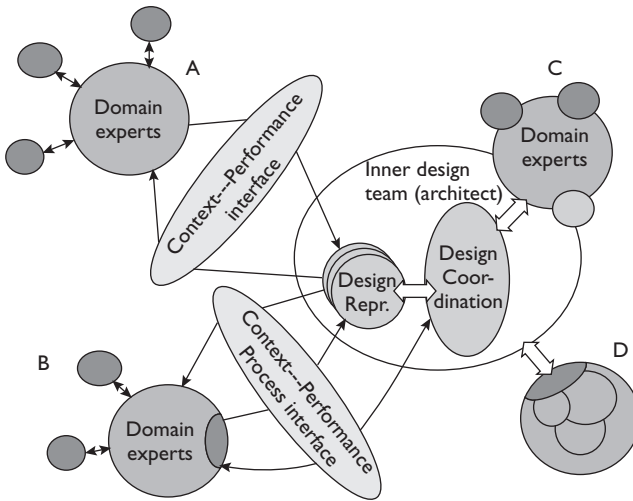 A
Domain
experts
Context---Performance
interface
C
Domain
experts
Inner design
team (architect)
Design
Repr.
Design
Coor-
dination
B
Domain
experts
Context---Performance
Process interface
D